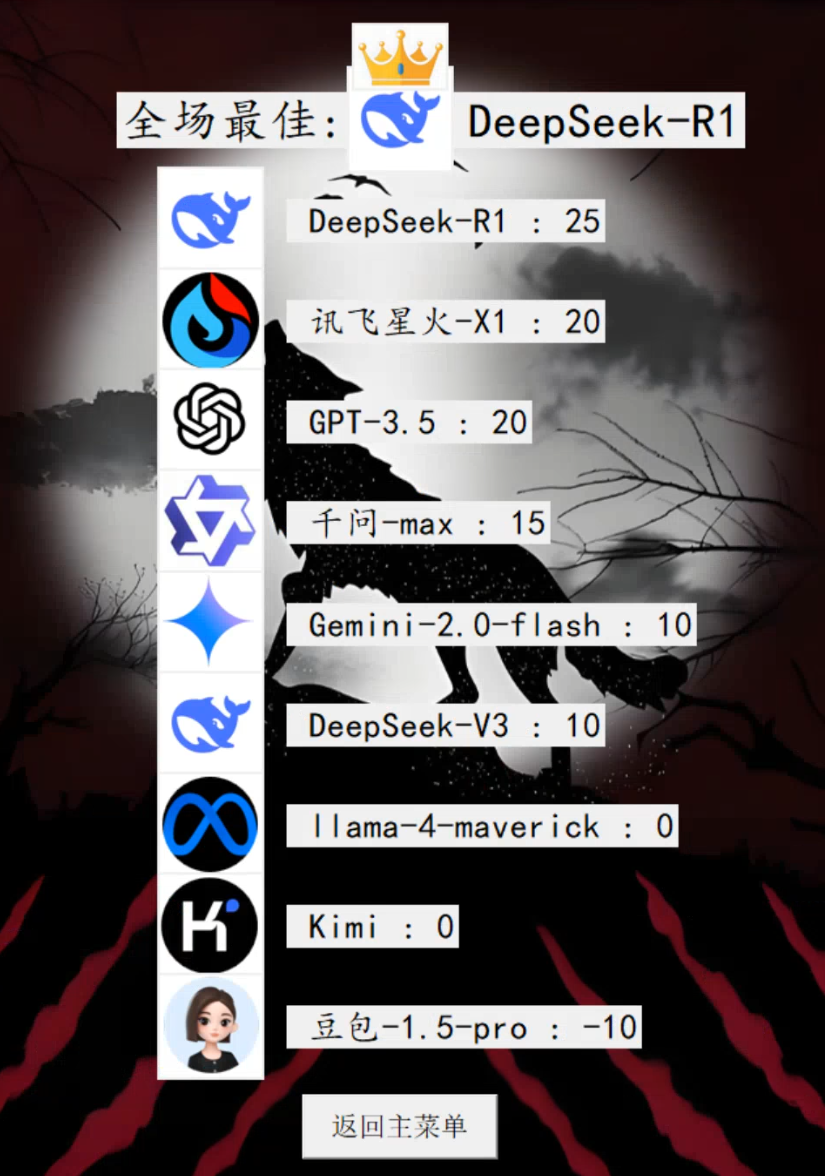 全场最佳: DeepSeek-R1
DeepSeek-R1 : 25
讯飞星火-X1 : 20
GPT-3.5 : 20
千问-max : 15
Gemini-2.0-flash : 10
DeepSeek-V3 : 10
llama-4-maverick : 0
K
Kimi : 0
豆包-1.5-pro : -10
返回主菜单